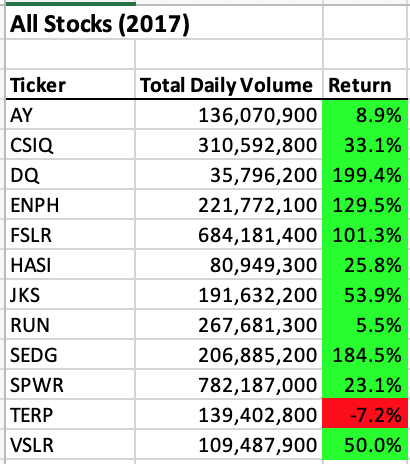 All Stocks (2017)
Ticker Total Daily Volume Return
AY 136,070,900 8.9%
CSIQ 310,592,800 33.1%
DQ 35,796,200 199.4%
ENPH 221,772,100 129.5%
FSLR 684,181,400 101.3%
HASI 80,949,300 25.8%
JKS 191,632,200 53.9%
RUN 267,681,300 5.5%
SEDG 206,885,200 184.5%
SPWR 782,187,000 23.1%
TERP 139,402,800 -7.2%
VSLR 109,487,900 50.0%